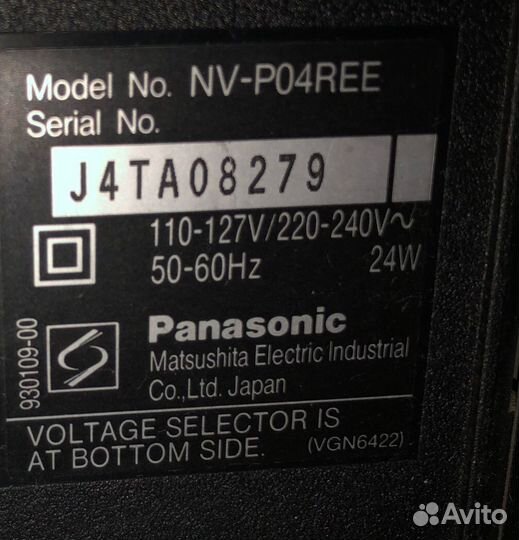 Model No. NV-P04REE
Serial No.
J4TA08279
110-127V/220-240V~
50-60Hz 24W
930109-00
Panasonic
Matsushita Electric Industrial
Co.,Ltd. Japan
VOLTAGE SELECTOR IS
AT BOTTOM SIDE. (VGN6422)
Avito